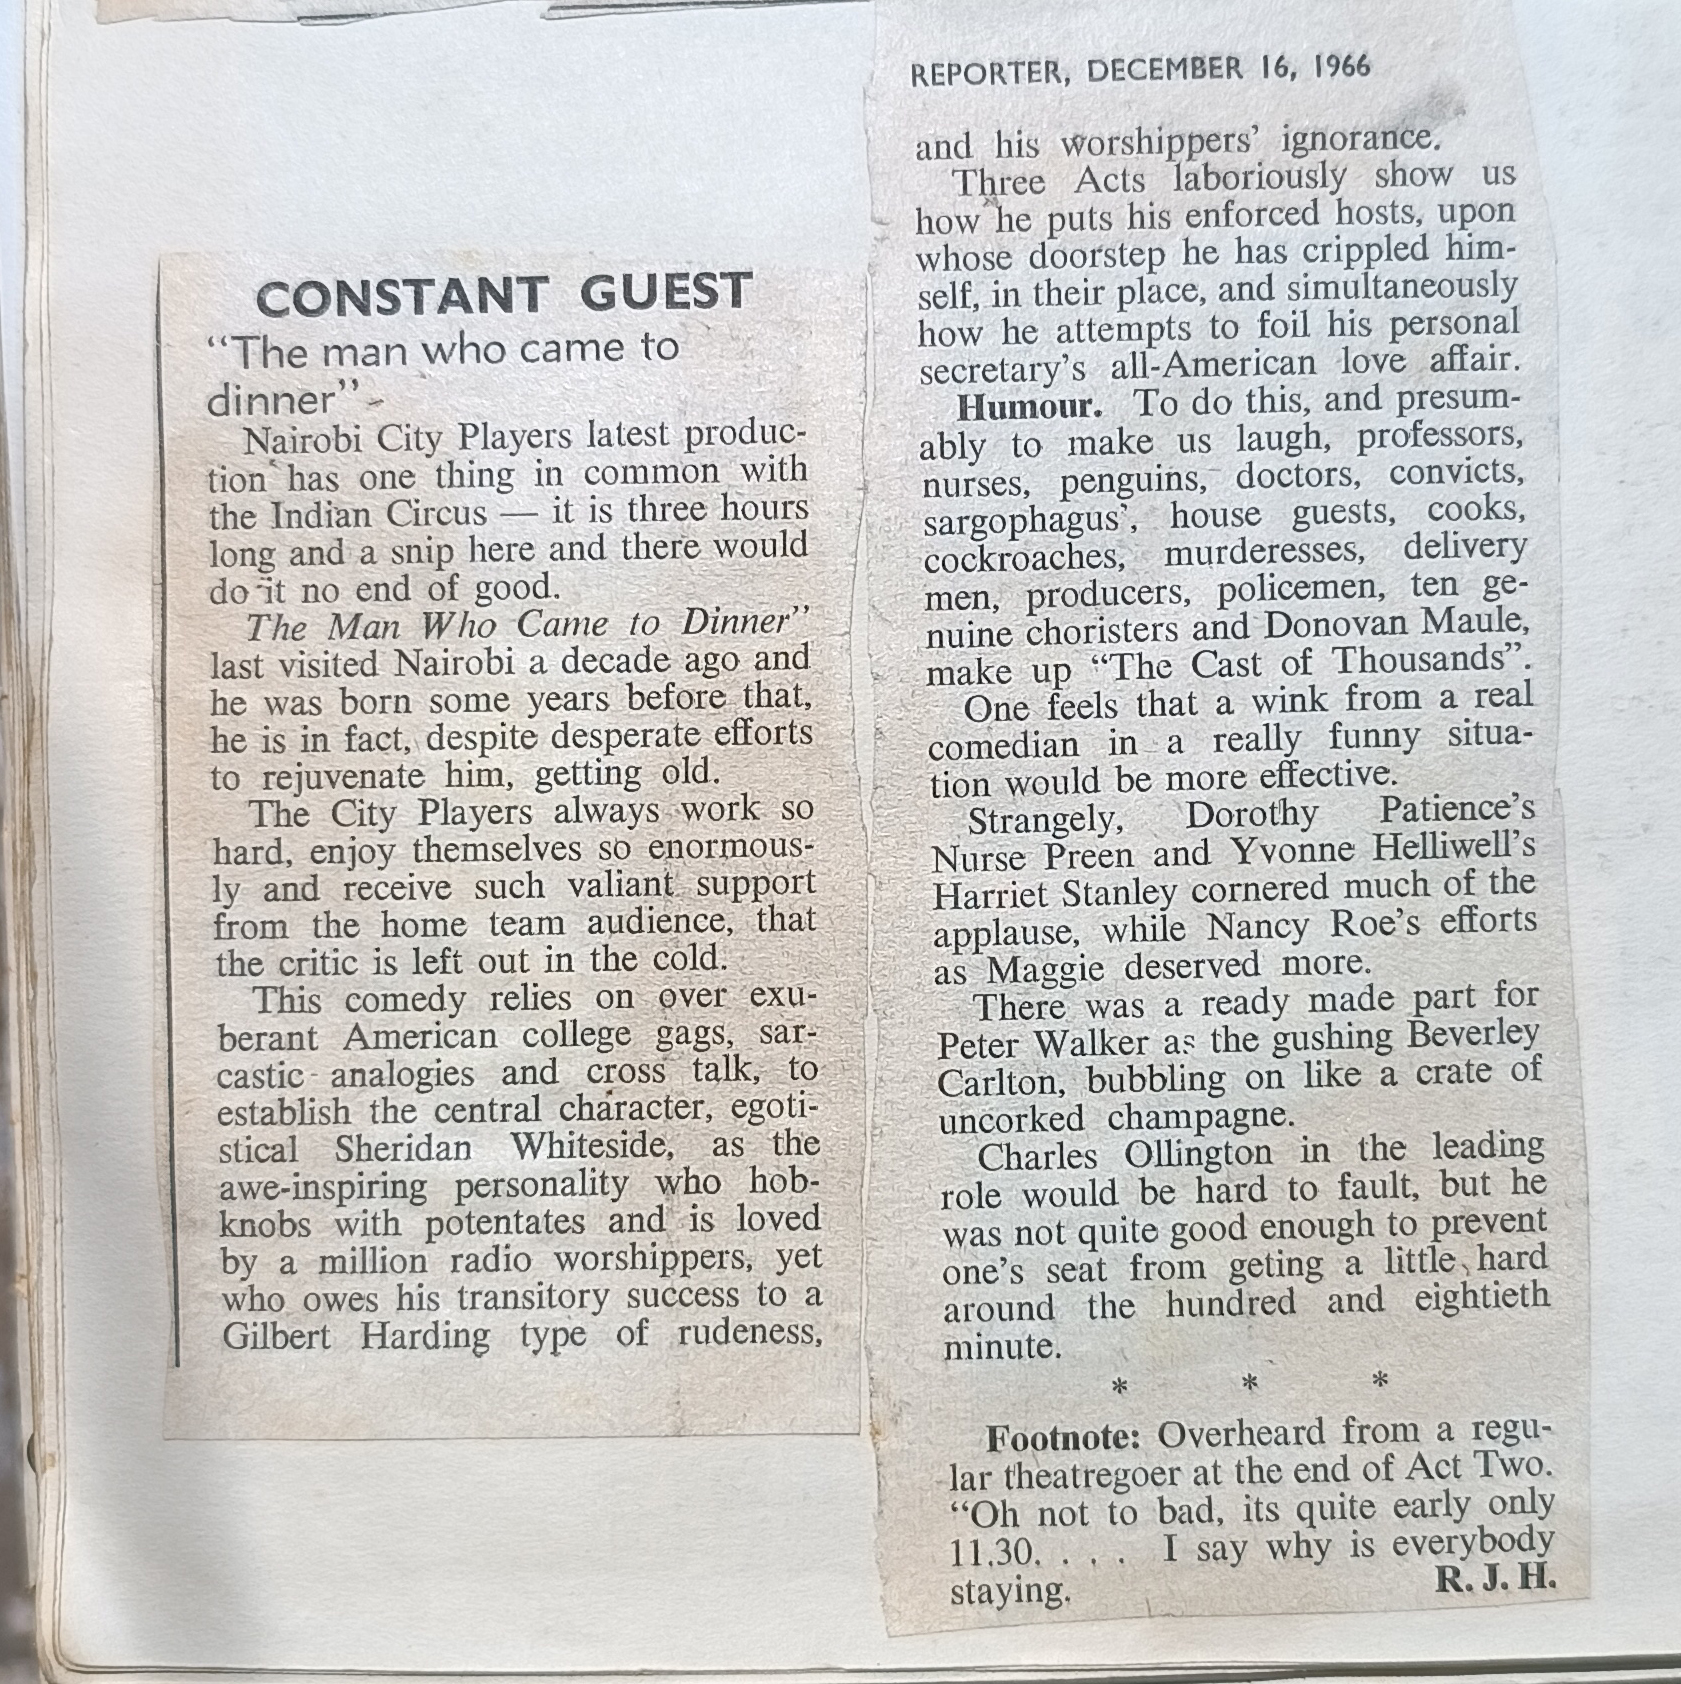 CONSTANT GUEST
“The man who came to
dinner”
Nairobi City Players latest produc-
tion has one thing in common with
the Indian Circus — it is three hours
long and a snip here and there would
do it no end of good.
The Man Who Came to Dinner”
last visited Nairobi a decade ago and
he was born some years before that,
he is in fact, despite desperate efforts
to rejuvenate him, getting old.
The City Players always work so
hard, enjoy themselves so enormous-
ly and receive such valiant support
from the home team audience, that
the critic is left out in the cold.
This comedy relies on over exu-
berant American college gags, sar-
castic analogies and cross talk, to
establish the central character, egoti-
stical Sheridan Whiteside, as the
awe-inspiring personality who hob-
knobs with potentates and is loved
by a million radio worshippers, yet
who owes his transitory success to a
Gilbert Harding type of rudeness,
REPORTER, DECEMBER 16, 1966
and his worshippers’ ignorance.
Three Acts laboriously show us
how he puts his enforced hosts, upon
whose doorstep he has crippled him-
self, in their place, and simultaneously
how he attempts to foil his personal
secretary’s all-American love affair.
Humour. To do this, and presum-
ably to make us laugh, professors,
nurses, penguins, doctors, convicts,
sargophagus’, house guests, cooks,
cockroaches, murderesses, delivery
men, producers, policemen, ten ge-
nuine choristers and Donovan Maule,
make up “The Cast of Thousands”.
One feels that a wink from a real
comedian in a really funny situa-
tion would be more effective.
Strangely, Dorothy Patience’s
Nurse Preen and Yvonne Helliwell’s
Harriet Stanley cornered much of the
applause, while Nancy Roe’s efforts
as Maggie deserved more.
There was a ready made part for
Peter Walker as the gushing Beverley
Carlton, bubbling on like a crate of
uncorked champagne.
Charles Ollington in the leading
role would be hard to fault, but he
was not quite good enough to prevent
one’s seat from geting a little hard
around the hundred and eightieth
minute.
* * *
Footnote: Overheard from a regu-
lar theatregoer at the end of Act Two.
“Oh not to bad, its quite early only
11.30. . . . I say why is everybody
staying. R. J. H.